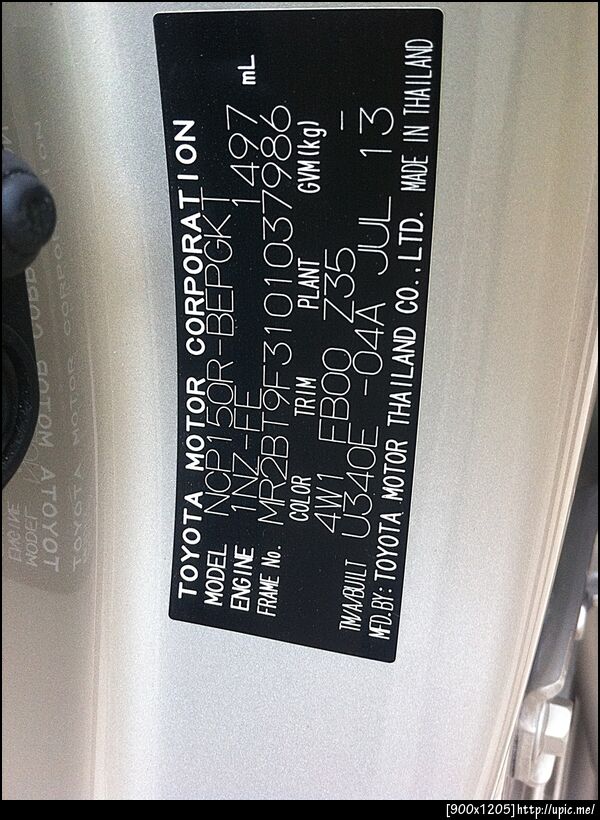 TOYOTA MOTOR CORPORATION
MODEL NCP150R-BEPGKT
ENGINE 1NZ-FE 1497 mL
FRAME No. MR2BT9F3101037986
COLOR TRIM PLANT GVM(kg)
4W1 FB00 Z35 —
TM/A/BUILT U340E -04A JUL 13
MFD.BY: TOYOTA MOTOR THAILAND CO.,LTD. MADE IN THAILAND
[900x1205]http://upic.me/